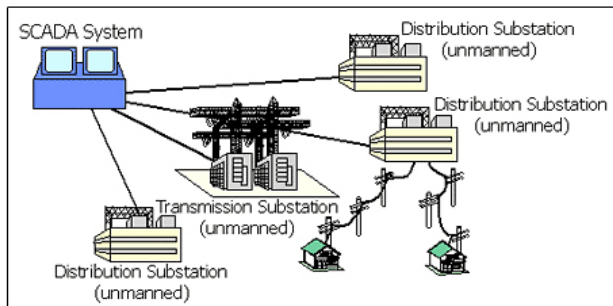 SCADA System
Distribution Substation
(unmanned)
Distribution Substation
(unmanned)
Transmission Substation
(unmanned)
Distribution Substation
(unmanned)